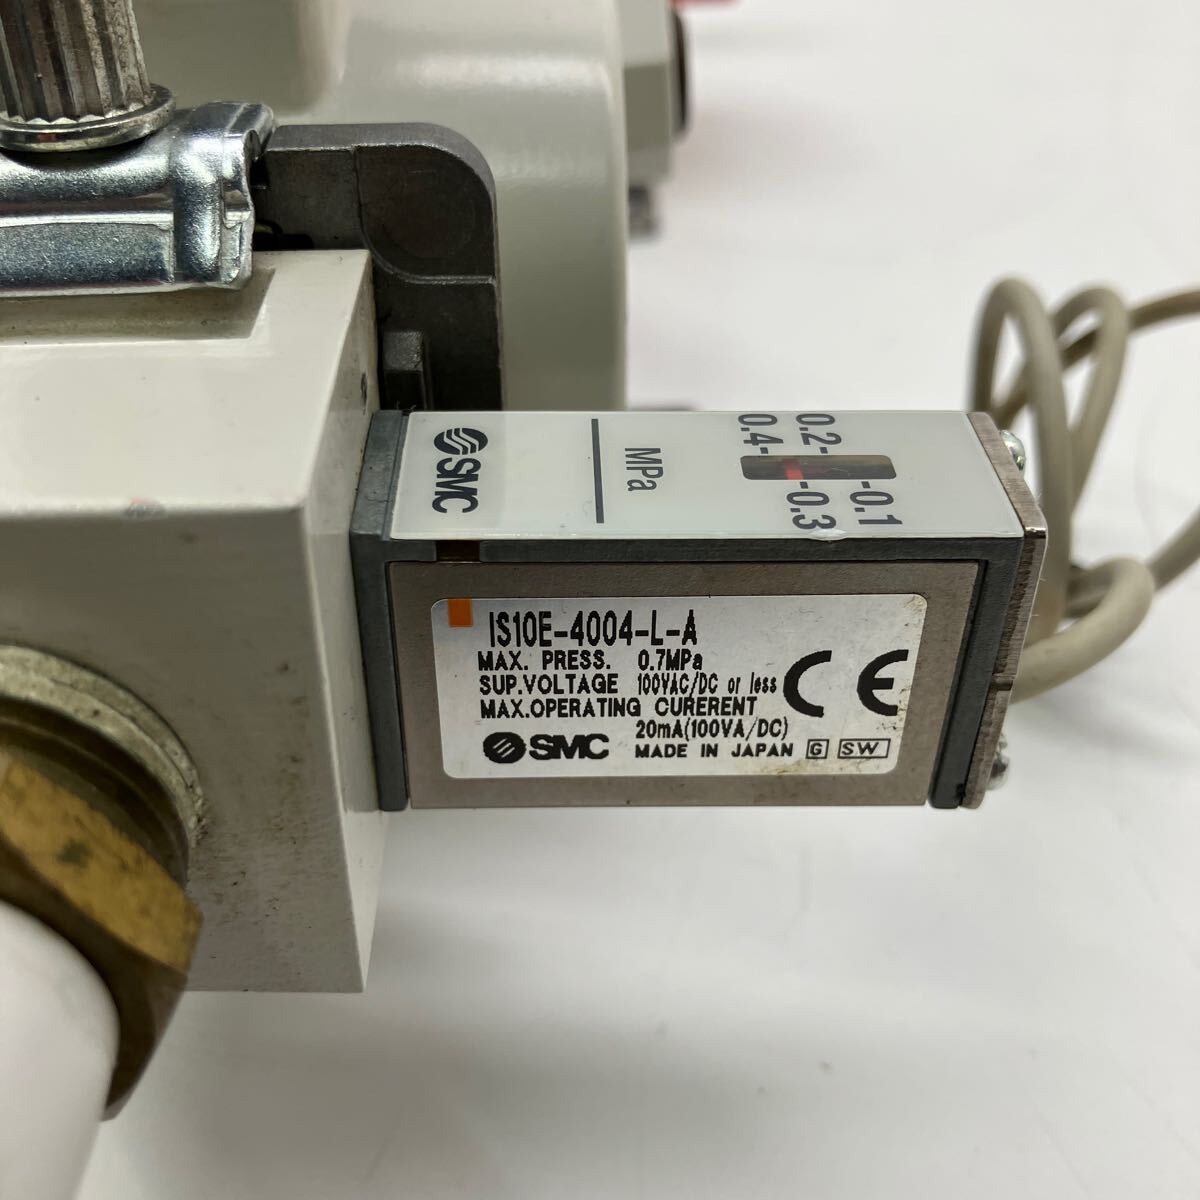 SMC
MPa
0.4
0.2
0.3
0.1
IS10E-4004-L-A
MAX. PRESS. 0.7MPa
SUP.VOLTAGE 100VAC/DC or less
MAX.OPERATING CURERENT
20mA(100VA/DC)
SMC MADE IN JAPAN G SW
CE